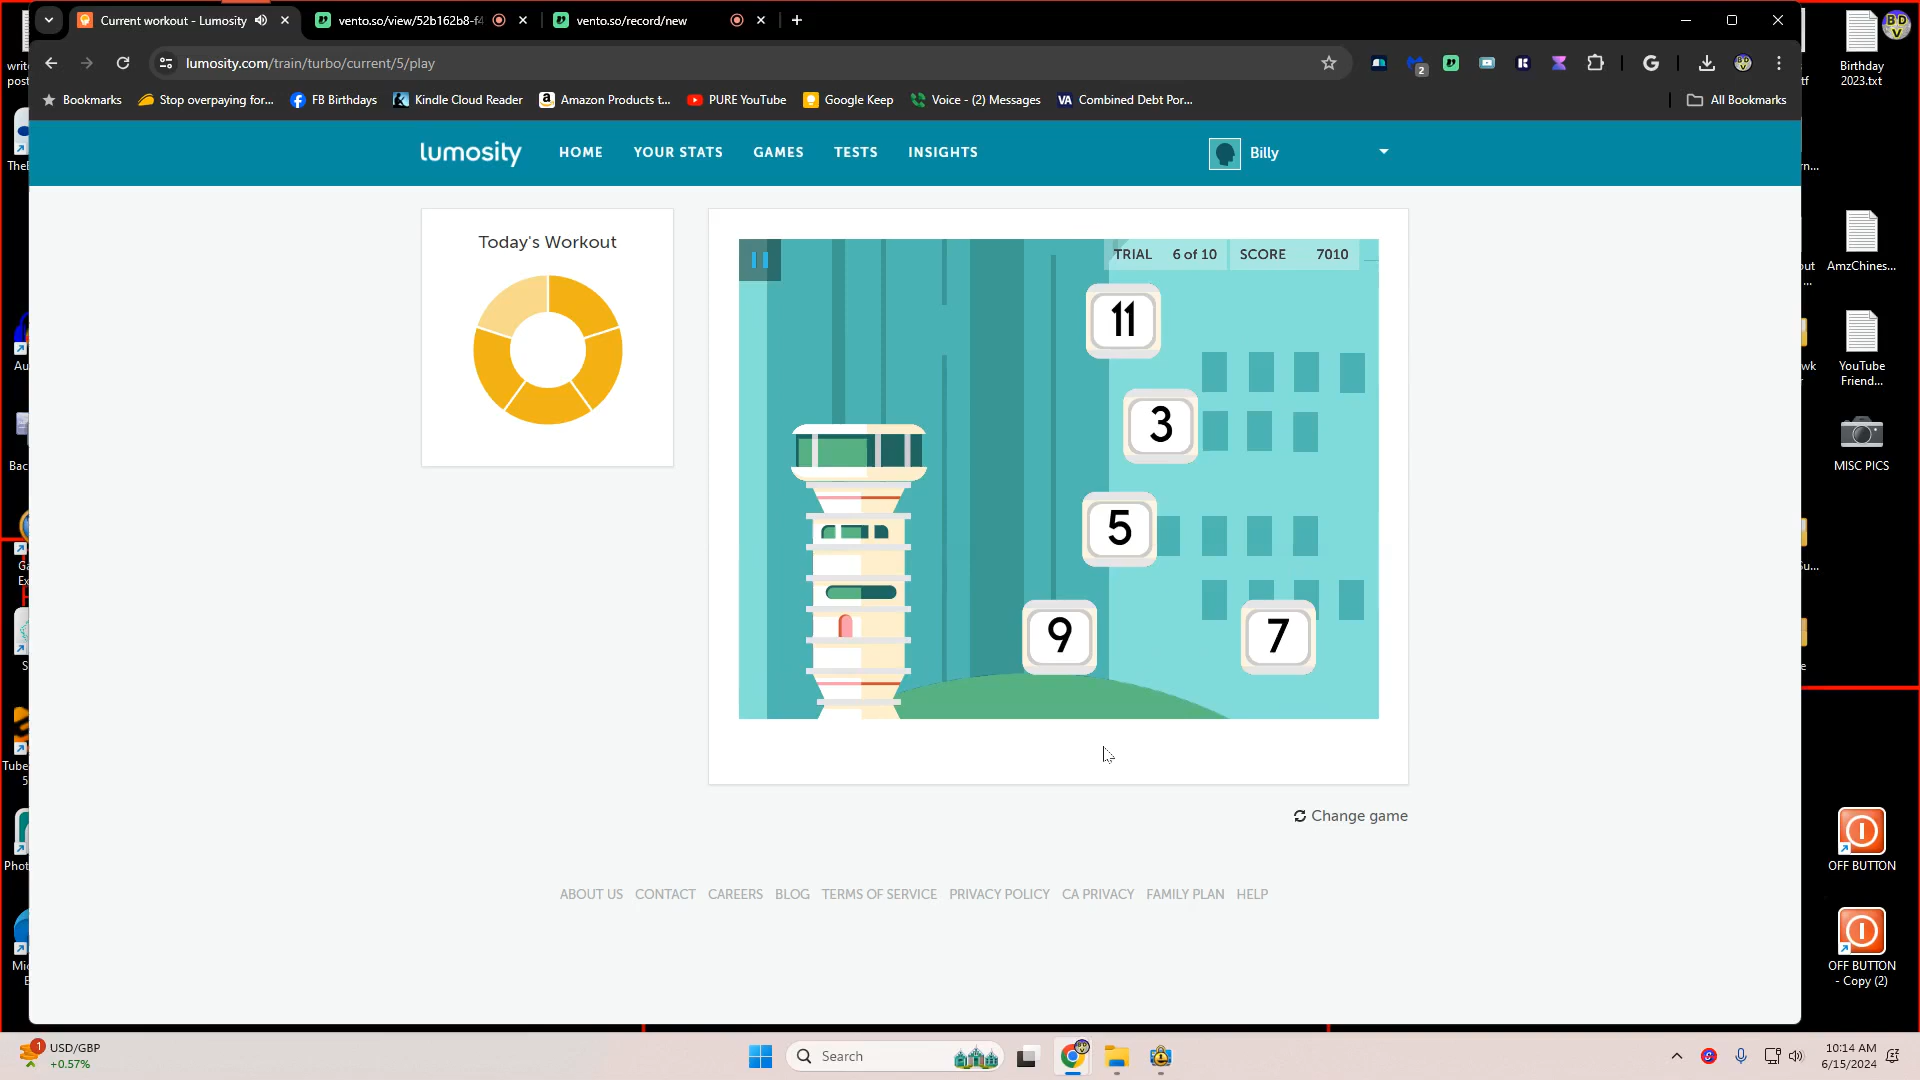 Current workout - Lumosity
vento.so/view/52b162b8-f4
vento.so/record/new
lumosity.com/train/turbo/current/5/play
2
Bookmarks
Stop overpaying for...
FB Birthdays
Kindle Cloud Reader
Amazon Products t...
PURE YouTube
Google Keep
Voice - (2) Messages
VA Combined Debt Por...
All Bookmarks
lumosity
HOME
YOUR STATS
GAMES
TESTS
INSIGHTS
Billy
Today's Workout
TRIAL 6 of 10
SCORE 7010
11
3
5
9
7
Change game
ABOUT US CONTACT CAREERS BLOG TERMS OF SERVICE PRIVACY POLICY CA PRIVACY FAMILY PLAN HELP
Birthday
2023.txt
AmzChines...
YouTube
Friend...
MISC PICS
OFF BUTTON
OFF BUTTON
- Copy (2)
1
USD/GBP
+0.57%
Search
10:14 AM
6/15/2024